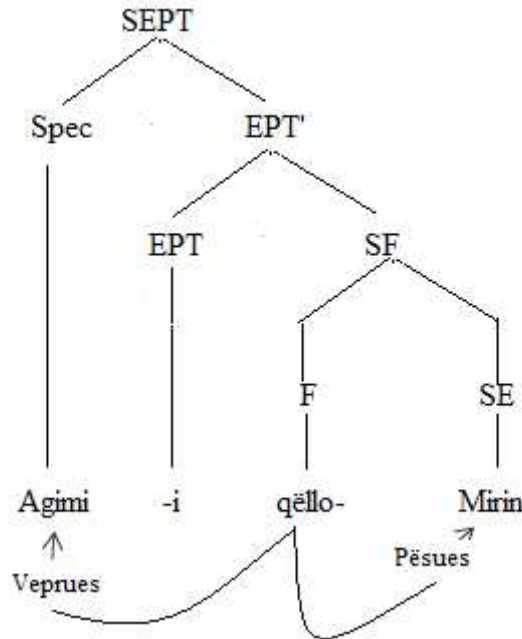 SEPT
Spec EPT'
EPT SF
F SE
Agimi -i qëllo- Mirin
Veprues Pësues